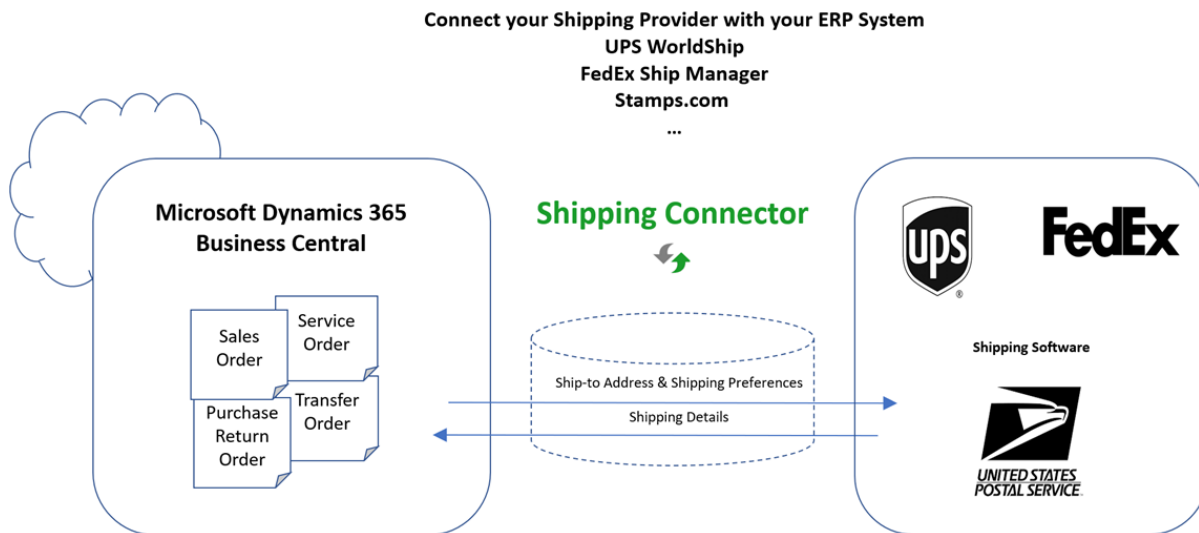 Connect your Shipping Provider with your ERP System
UPS WorldShip
FedEx Ship Manager
Stamps.com
...
Microsoft Dynamics 365
Business Central
Sales
Order
Service
Order
Purchase
Return
Order
Transfer
Order
Shipping Connector
Ship-to Address & Shipping Preferences
Shipping Details
ups
®
FedEx
Shipping Software
UNITED STATES
POSTAL SERVICE